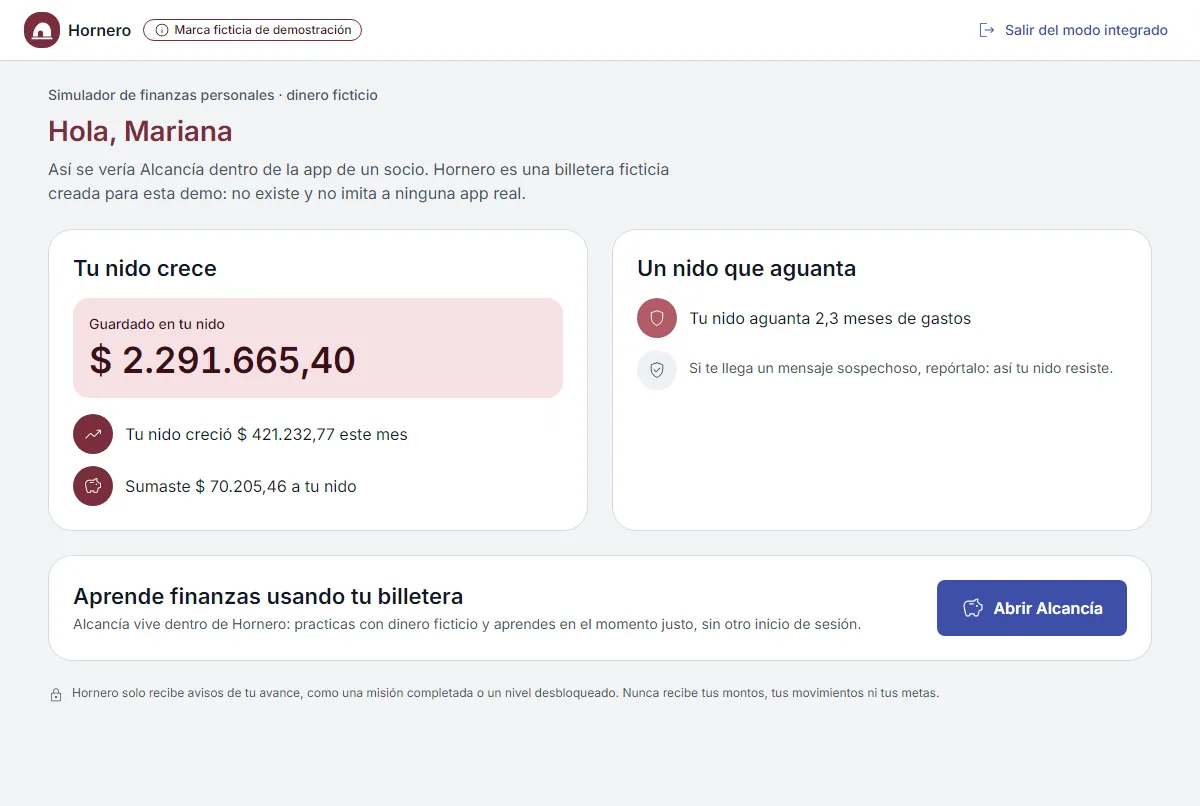 Hornero
Marca ficticia de demostración
Salir del modo integrado
Simulador de finanzas personales · dinero ficticio
Hola, Mariana
Así se vería Alcancía dentro de la app de un socio. Hornero es una billetera ficticia
creada para esta demo: no existe y no imita a ninguna app real.
Tu nido crece
Guardado en tu nido
$ 2.291.665,40
Tu nido creció $ 421.232,77 este mes
Sumaste $ 70.205,46 a tu nido
Un nido que aguanta
Tu nido aguanta 2,3 meses de gastos
Si te llega un mensaje sospechoso, repórtalo: así tu nido resiste.
Aprende finanzas usando tu billetera
Alcancía vive dentro de Hornero: practicas con dinero ficticio y aprendes en el momento justo, sin otro inicio de sesión.
Abrir Alcancía
Hornero solo recibe avisos de tu avance, como una misión completada o un nivel desbloqueado. Nunca recibe tus montos, tus movimientos ni tus metas.